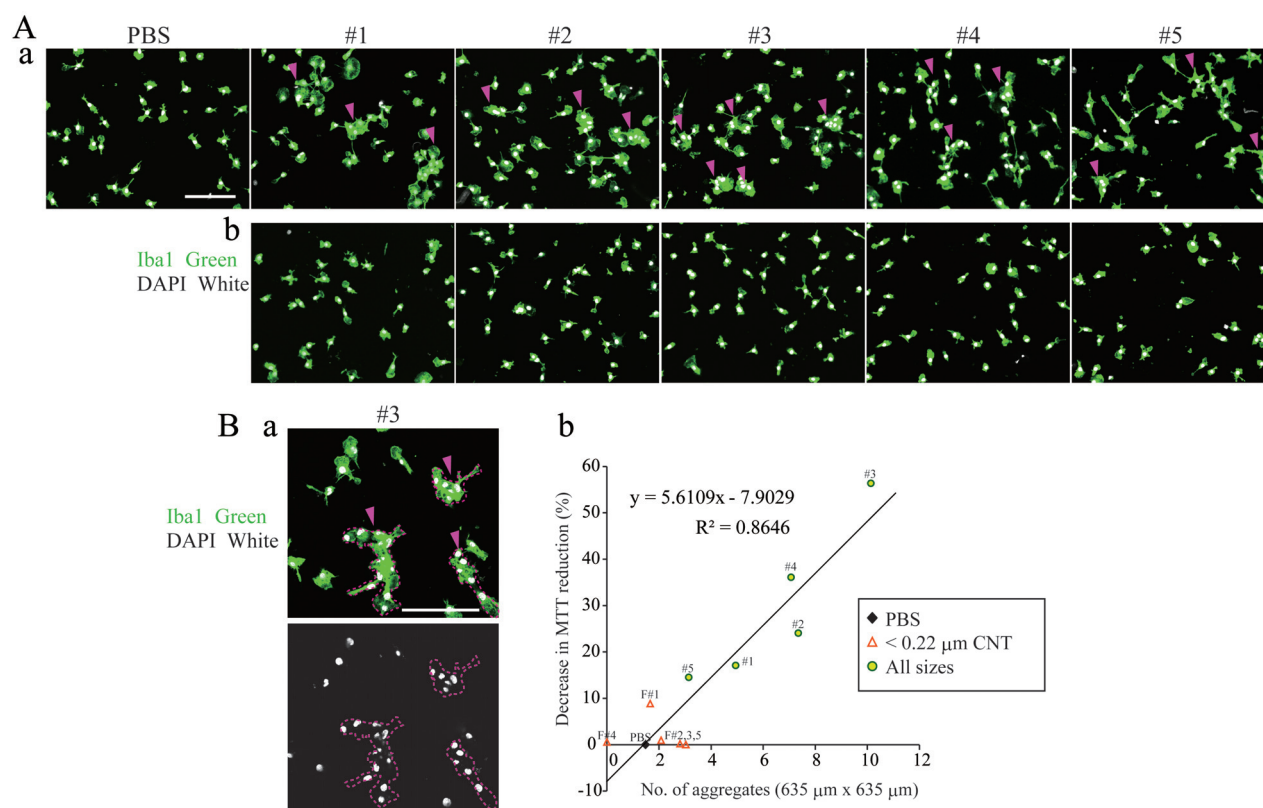 A
PBS #1 #2 #3 #4 #5
a
b
Iba1 Green
DAPI White
B a #3
Iba1 Green
DAPI White
b
Decrease in MTT reduction (%)
60
50
40
30
20
10
0
-10
y = 5.6109x - 7.9029
R² = 0.8646
#3
#4
#2
#1
#5
F#1
F#4 PBS F#2,3,5
0 2 4 6 8 10 12
No. of aggregates (635 μm x 635 μm)
PBS
< 0.22 μm CNT
All sizes